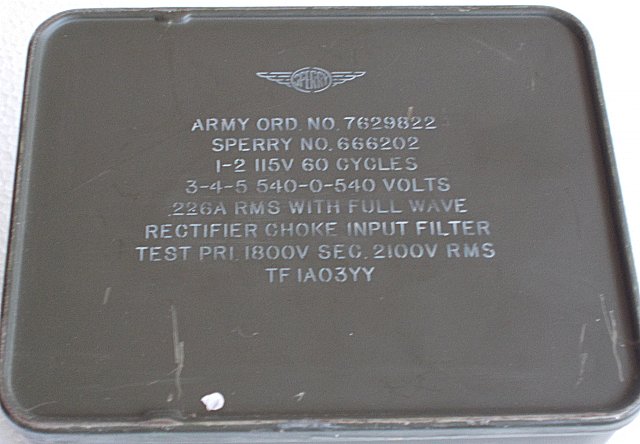 SPERRY
ARMY ORD. NO. 7629822
SPERRY NO. 666202
1-2 115V 60 CYCLES
3-4-5 540-0-540 VOLTS
.226A RMS WITH FULL WAVE
RECTIFIER CHOKE INPUT FILTER
TEST PRI. 1800V SEC. 2100V RMS
TF 1A03YY